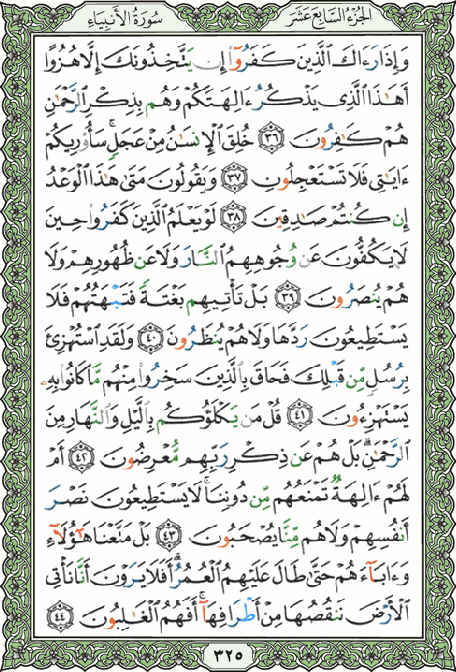 الجزء السابع عشر سورة الأنبياء
وَإِذَا رَءَاكَ ٱلَّذِينَ كَفَرُوٓا۟ إِن يَتَّخِذُونَكَ إِلَّا هُزُوًا
أَهَـٰذَا ٱلَّذِى يَذْكُرُ ءَالِهَتَكُمْ وَهُم بِذِكْرِ ٱلرَّحْمَـٰنِ
هُمْ كَـٰفِرُونَ ٣٦ خُلِقَ ٱلْإِنسَـٰنُ مِنْ عَجَلٍ ۚ سَأُو۟رِيكُمْ
ءَايَـٰتِى فَلَا تَسْتَعْجِلُونِ ٣٧ وَيَقُولُونَ مَتَىٰ هَـٰذَا ٱلْوَعْدُ
إِن كُنتُمْ صَـٰدِقِينَ ٣٨ لَوْ يَعْلَمُ ٱلَّذِينَ كَفَرُوا۟ حِينَ
لَا يَكُفُّونَ عَن وُجُوهِهِمُ ٱلنَّارَ وَلَا عَن ظُهُورِهِمْ وَلَا
هُمْ يُنصَرُونَ ٣٩ بَلْ تَأْتِيهِم بَغْتَةً فَتَبْهَتُهُمْ فَلَا
يَسْتَطِيعُونَ رَدَّهَا وَلَا هُمْ يُنظَرُونَ ٤٠ وَلَقَدِ ٱسْتُهْزِئَ
بِرُسُلٍ مِّن قَبْلِكَ فَحَاقَ بِٱلَّذِينَ سَخِرُوا۟ مِنْهُم مَّا كَانُوا۟ بِهِۦ
يَسْتَهْزِءُونَ ٤١ قُلْ مَن يَكْلَؤُكُم بِٱلَّيْلِ وَٱلنَّهَارِ مِنَ
ٱلرَّحْمَـٰنِ ۗ بَلْ هُمْ عَن ذِكْرِ رَبِّهِم مُّعْرِضُونَ ٤٢ أَمْ
لَهُمْ ءَالِهَةٌ تَمْنَعُهُم مِّن دُونِنَا ۚ لَا يَسْتَطِيعُونَ نَصْرَ
أَنفُسِهِمْ وَلَا هُم مِّنَّا يُصْحَبُونَ ٤٣ بَلْ مَتَّعْنَا هَـٰٓؤُلَآءِ
وَءَابَآءَهُمْ حَتَّىٰ طَالَ عَلَيْهِمُ ٱلْعُمُرُ ۗ أَفَلَا يَرَوْنَ أَنَّا نَأْتِى
ٱلْأَرْضَ نَنقُصُهَا مِنْ أَطْرَافِهَآ ۚ أَفَهُمُ ٱلْغَـٰلِبُونَ ٤٤
٣٢٥